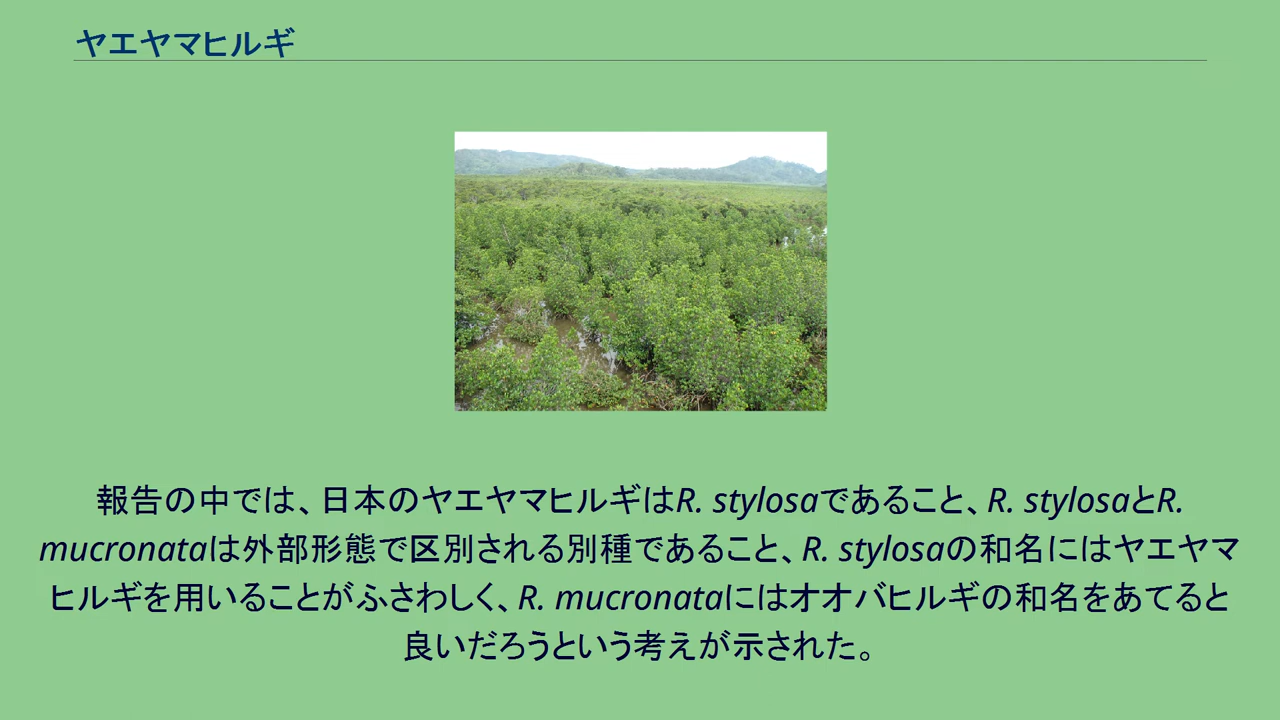 ヤエヤマヒルギ
報告の中では、日本のヤエヤマヒルギはR. stylosaであること、R. stylosaとR.
mucronataは外部形態で区別される別種であること、R. stylosaの和名にはヤエヤマ
ヒルギを用いることがふさわしく、R. mucronataにはオオバヒルギの和名をあてると
良いだろうという考えが示された。